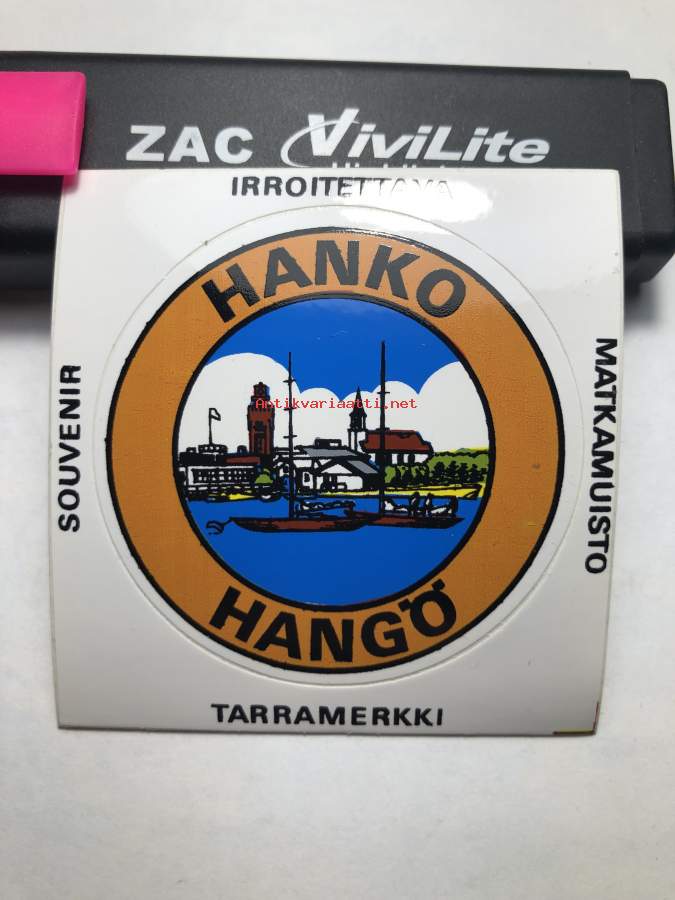 ZAC ViviLite
IRROITETTAVA
HANKO
SOUVENIR
MATKAMUISTO
Antikvariaatti.net
HANGÖ
TARRAMERKKI